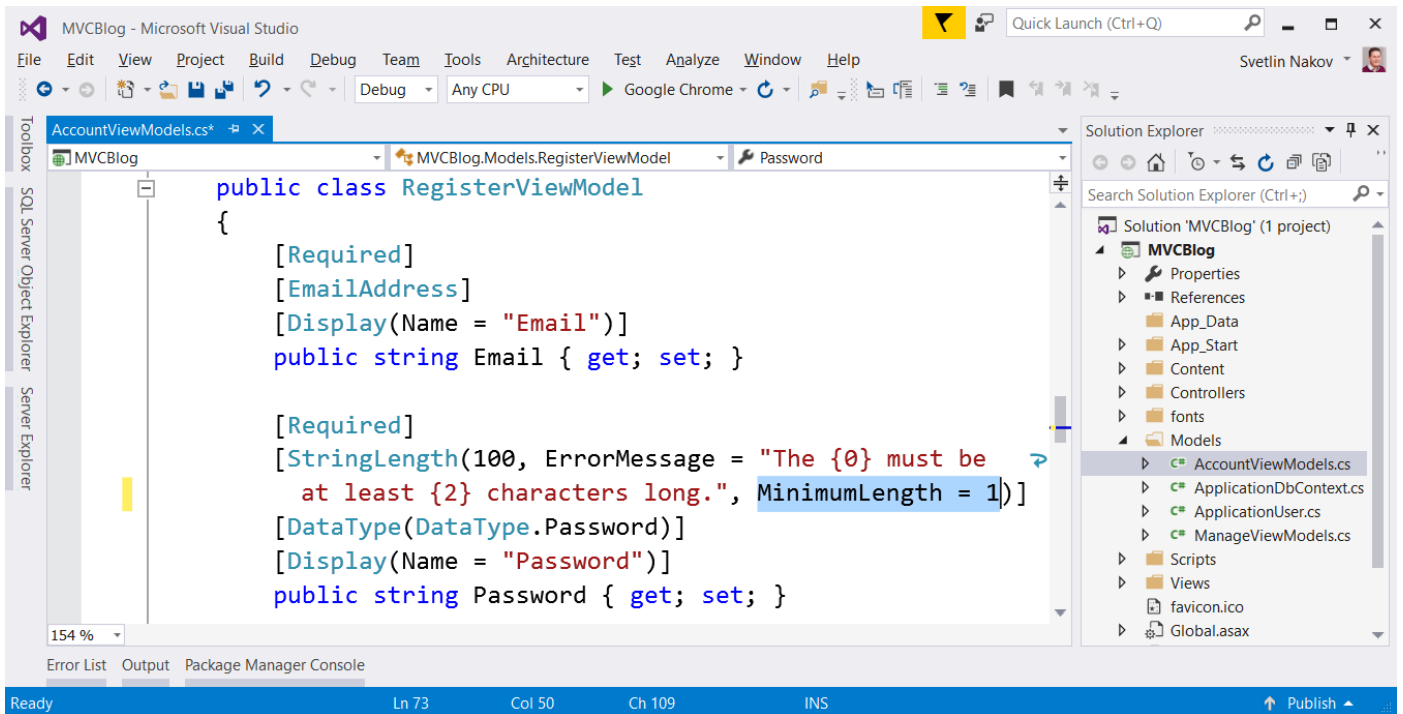 MVCBlog - Microsoft Visual Studio
Quick Launch (Ctrl+Q)
File Edit View Project Build Debug Team Tools Architecture Test Analyze Window Help
Svetlin Nakov
Debug Any CPU Google Chrome
Toolbox
SQL Server Object Explorer
Server Explorer
AccountViewModels.cs*
MVCBlog MVCBlog.Models.RegisterViewModel Password
public class RegisterViewModel
{
[Required]
[EmailAddress]
[Display(Name = "Email")]
public string Email { get; set; }
[Required]
[StringLength(100, ErrorMessage = "The {0} must be
at least {2} characters long.", MinimumLength = 1)]
[DataType(DataType.Password)]
[Display(Name = "Password")]
public string Password { get; set; }
154 %
Solution Explorer
Search Solution Explorer (Ctrl+;)
Solution 'MVCBlog' (1 project)
MVCBlog
Properties
References
App_Data
App_Start
Content
Controllers
fonts
Models
C# AccountViewModels.cs
C# ApplicationDbContext.cs
C# ApplicationUser.cs
C# ManageViewModels.cs
Scripts
Views
favicon.ico
Global.asax
Error List Output Package Manager Console
Ready Ln 73 Col 50 Ch 109 INS Publish